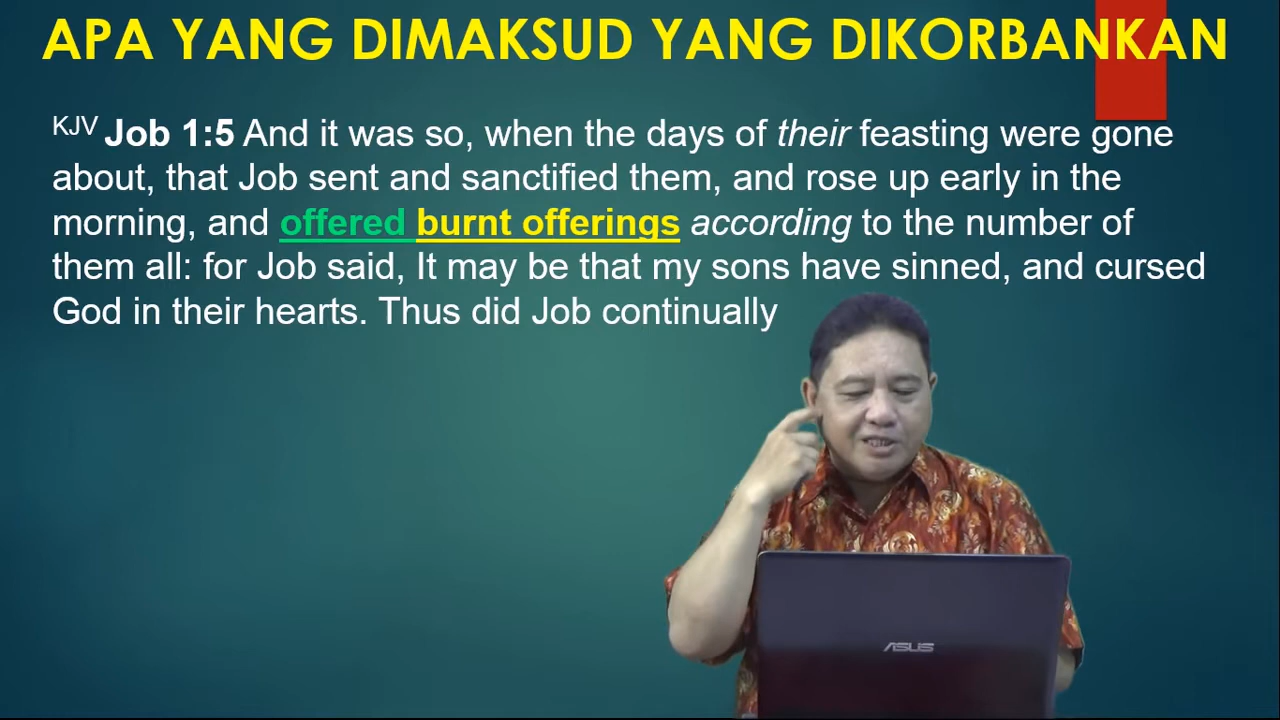 APA YANG DIMAKSUD YANG DIKORBANKAN
KJV Job 1:5 And it was so, when the days of their feasting were gone
about, that Job sent and sanctified them, and rose up early in the
morning, and offered burnt offerings according to the number of
them all: for Job said, It may be that my sons have sinned, and cursed
God in their hearts. Thus did Job continually
ASUS